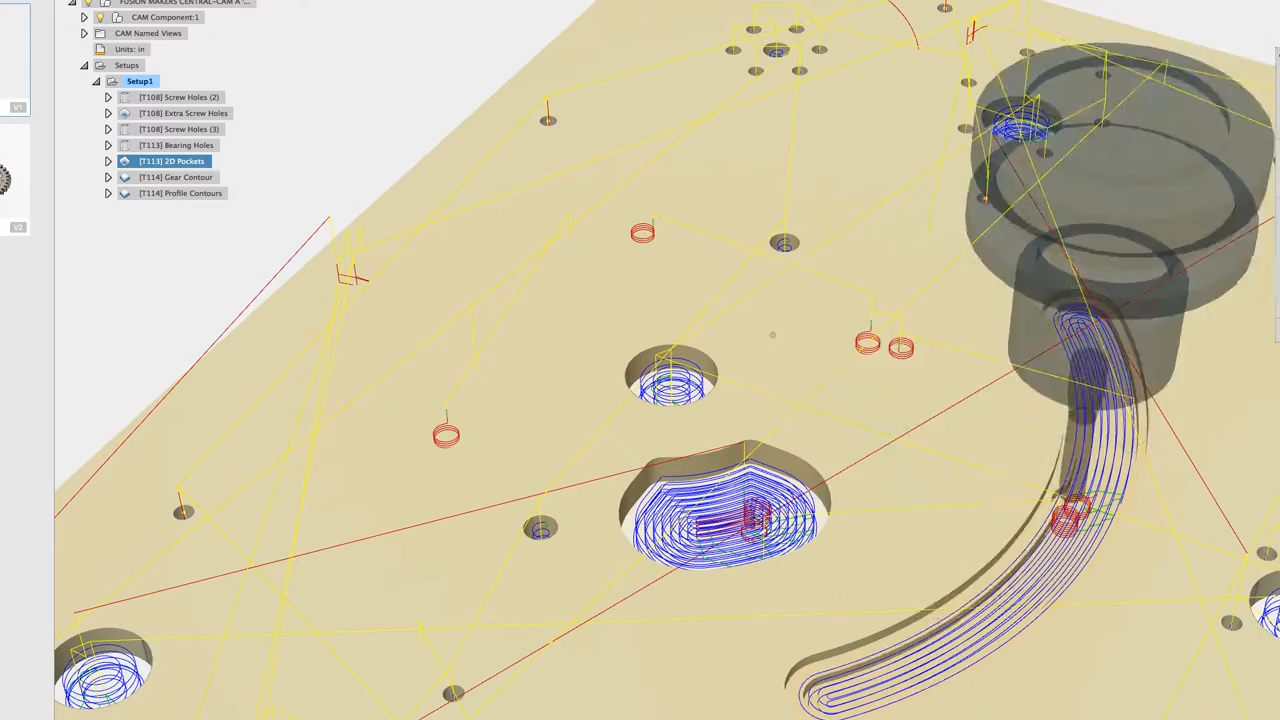 FUSION MAKERS CENTRAL-CAM A '...
CAM Component:1
CAM Named Views
Units: in
Setups
Setup1
V1
[T108] Screw Holes (2)
[T108] Extra Screw Holes
[T108] Screw Holes (3)
[T113] Bearing Holes
[T113] 2D Pockets
[T114] Gear Contour
[T114] Profile Contours
V2